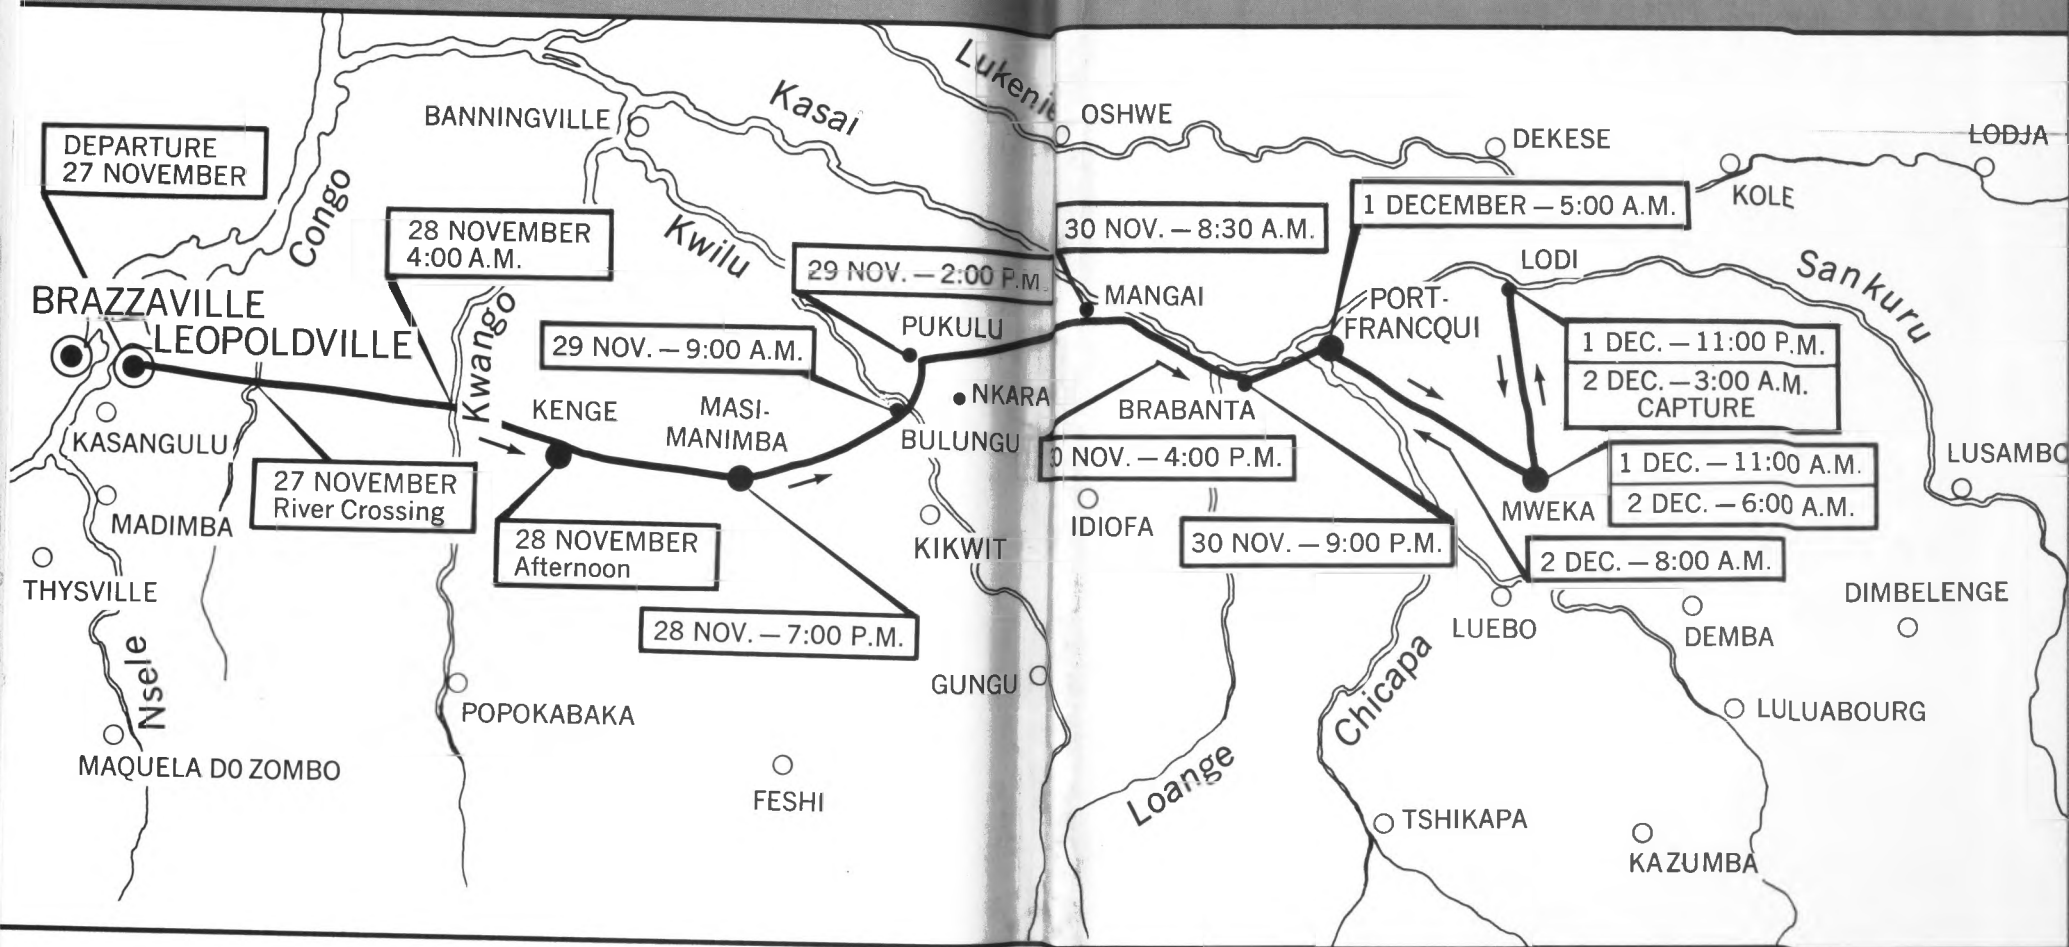 Lukenie
Kasai
BANNINGVILLE
OSHWE
DEKESE
LODJA
KOLE
DEPARTURE
27 NOVEMBER
Congo
28 NOVEMBER
4:00 A.M.
Kwilu
29 NOV. — 2:00 P.M.
30 NOV. — 8:30 A.M.
1 DECEMBER — 5:00 A.M.
LODI
Sankuru
BRAZZAVILLE
LEOPOLDVILLE
Kwango
29 NOV. — 9:00 A.M.
PUKULU
MANGAI
PORT-
FRANCQUI
1 DEC. — 11:00 P.M.
2 DEC. — 3:00 A.M.
CAPTURE
KASANGULU
KENGE
MASI-
MANIMBA
NKARA
BULUNGU
BRABANTA
0 NOV. — 4:00 P.M.
1 DEC. — 11:00 A.M.
2 DEC. — 6:00 A.M.
LUSAMBO
27 NOVEMBER
River Crossing
MADIMBA
28 NOVEMBER
Afternoon
KIKWIT
IDIOFA
30 NOV. — 9:00 P.M.
MWEKA
2 DEC. — 8:00 A.M.
THYSVILLE
28 NOV. — 7:00 P.M.
LUEBO
DEMBA
DIMBELENGE
Nsele
POPOKABAKA
GUNGU
Chicapa
LULUABOURG
MAQUELA DO ZOMBO
FESHI
Loange
TSHIKAPA
KAZUMBA